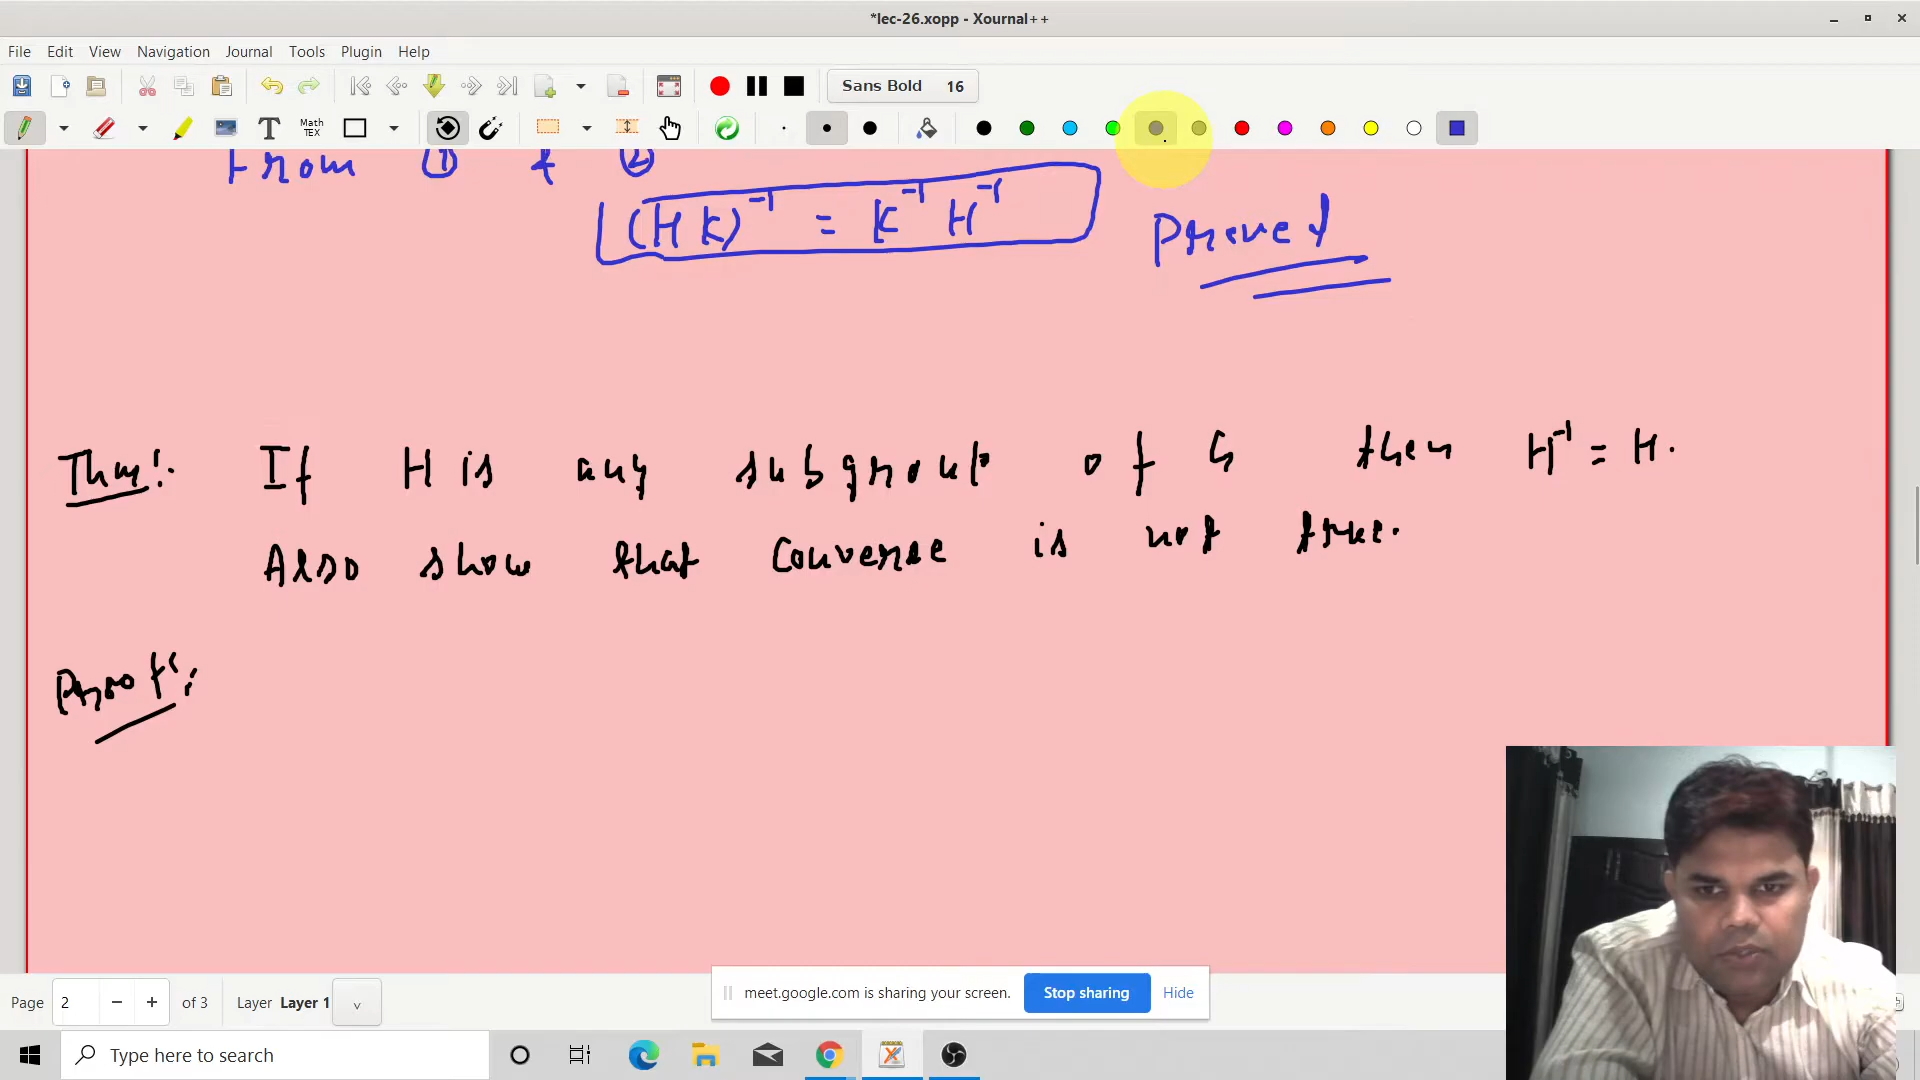 *lec-26.xopp - Xournal++
File Edit View Navigation Journal Tools Plugin Help
Sans Bold 16
Math TEX
From ① & ②
(HK)⁻¹ = K⁻¹ H⁻¹ Proved
Thm:. If H is any subgroup of G then H⁻¹ = H.
Also show that converse is not true.
Proof:
Page 2 − + of 3 Layer Layer 1
meet.google.com is sharing your screen. Stop sharing Hide
Type here to search